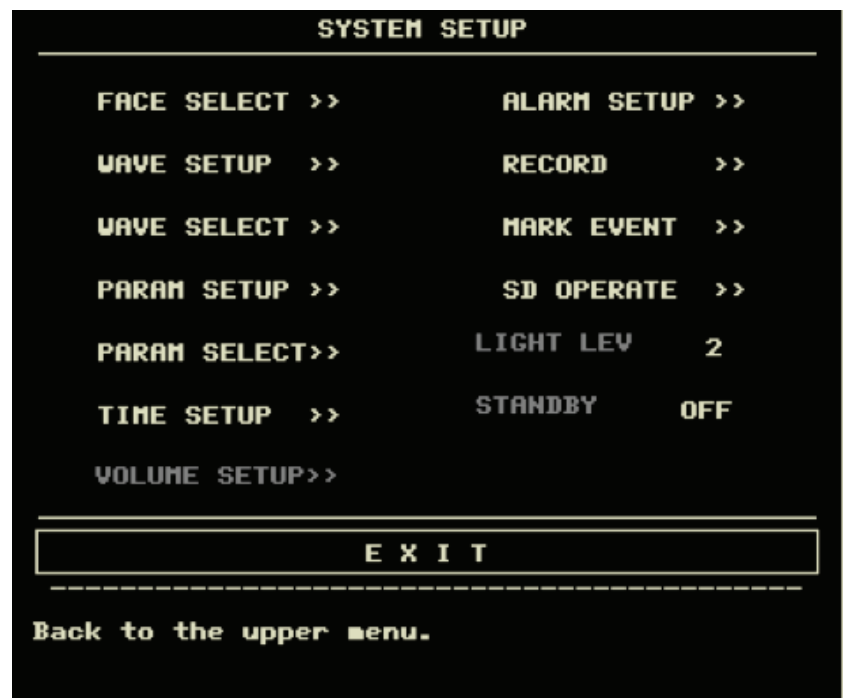 SYSTEM SETUP
FACE SELECT >> ALARM SETUP >>
WAVE SETUP >> RECORD >>
WAVE SELECT >> MARK EVENT >>
PARAM SETUP >> SD OPERATE >>
PARAM SELECT>> LIGHT LEV 2
TIME SETUP >> STANDBY OFF
VOLUME SETUP>>
E X I T
Back to the upper menu.